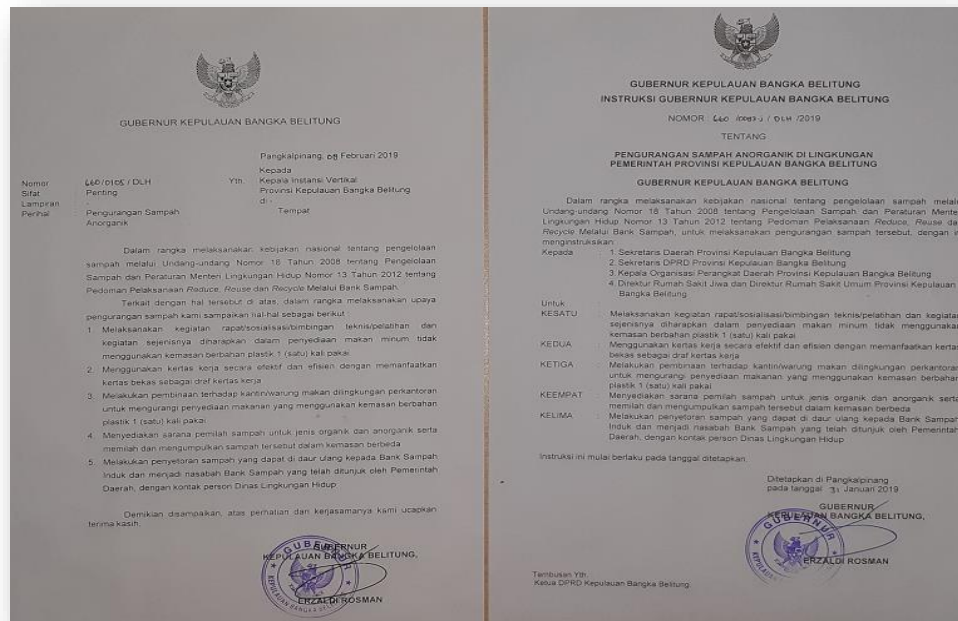 GUBERNUR KEPULAUAN BANGKA BELITUNG
Pangkalpinang, 08 Februari 2019
Kepada
Nomor : 660/0105 / DLH Yth. Kepala Instansi Vertikal
Sifat : Penting Provinsi Kepulauan Bangka Belitung
Lampiran : - di -
Perihal : Pengurangan Sampah Tempat
Anorganik
Dalam rangka melaksanakan kebijakan nasional tentang pengelolaan
sampah melalui Undang-undang Nomor 18 Tahun 2008 tentang Pengelolaan
Sampah dan Peraturan Menteri Lingkungan Hidup Nomor 13 Tahun 2012 tentang
Pedoman Pelaksanaan Reduce, Reuse dan Recycle Melalui Bank Sampah.
Terkait dengan hal tersebut di atas, dalam rangka melaksanakan upaya
pengurangan sampah kami sampaikan hal-hal sebagai berikut :
1. Melaksanakan kegiatan rapat/sosialisasi/bimbingan teknis/pelatihan dan
kegiatan sejenisnya diharapkan dalam penyediaan makan minum tidak
menggunakan kemasan berbahan plastik 1 (satu) kali pakai
2. Menggunakan kertas kerja secara efektif dan efisien dengan memanfaatkan
kertas bekas sebagai draf kertas kerja
3. Melakukan pembinaan terhadap kantin/warung makan dilingkungan perkantoran
untuk mengurangi penyediaan makanan yang menggunakan kemasan berbahan
plastik 1 (satu) kali pakai
4. Menyediakan sarana pemilah sampah untuk jenis organik dan anorganik serta
memilah dan mengumpulkan sampah tersebut dalam kemasan berbeda
5. Melakukan penyetoran sampah yang dapat di daur ulang kepada Bank Sampah
Induk dan menjadi nasabah Bank Sampah yang telah ditunjuk oleh Pemerintah
Daerah, dengan kontak person Dinas Lingkungan Hidup
Demikian disampaikan, atas perhatian dan kerjasamanya kami ucapkan
terima kasih.
GUBERNUR
KEPULAUAN BANGKA BELITUNG,
ERZALDI ROSMAN
GUBERNUR
KEPULAUAN BANGKA BELITUNG
GUBERNUR KEPULAUAN BANGKA BELITUNG
INSTRUKSI GUBERNUR KEPULAUAN BANGKA BELITUNG
NOMOR : 660 / DLH /2019
TENTANG
PENGURANGAN SAMPAH ANORGANIK DI LINGKUNGAN
PEMERINTAH PROVINSI KEPULAUAN BANGKA BELITUNG
GUBERNUR KEPULAUAN BANGKA BELITUNG
Dalam rangka melaksanakan kebijakan nasional tentang pengelolaan sampah melalu
Undang-undang Nomor 18 Tahun 2008 tentang Pengelolaan Sampah dan Peraturan Menter
Lingkungan Hidup Nomor 13 Tahun 2012 tentang Pedoman Pelaksanaan Reduce, Reuse da
Recycle Melalui Bank Sampah, untuk melaksanakan pengurangan sampah tersebut, dengan in
menginstruksikan
Kepada : 1. Sekretaris Daerah Provinsi Kepulauan Bangka Belitung
2. Sekretaris DPRD Provinsi Kepulauan Bangka Belitung
3. Kepala Organisasi Perangkat Daerah Provinsi Kepulauan Bangka Belitung
4. Direktur Rumah Sakit Jiwa dan Direktur Rumah Sakit Umum Provinsi Kepulauan
Bangka Belitung
Untuk :
KESATU : Melaksanakan kegiatan rapat/sosialisasi/bimbingan teknis/pelatihan dan kegiatan
sejenisnya diharapkan dalam penyediaan makan minum tidak menggunakan
kemasan berbahan plastik 1 (satu) kali pakai
KEDUA : Menggunakan kertas kerja secara efektif dan efisien dengan memanfaatkan kertas
bekas sebagai draf kertas kerja
KETIGA : Melakukan pembinaan terhadap kantin/warung makan dilingkungan perkantoran
untuk mengurangi penyediaan makanan yang menggunakan kemasan berbahan
plastik 1 (satu) kali pakai
KEEMPAT : Menyediakan sarana pemilah sampah untuk jenis organik dan anorganik serta
memilah dan mengumpulkan sampah tersebut dalam kemasan berbeda
KELIMA : Melakukan penyetoran sampah yang dapat di daur ulang kepada Bank Sampah
Induk dan menjadi nasabah Bank Sampah yang telah ditunjuk oleh Pemerintah
Daerah, dengan kontak person Dinas Lingkungan Hidup
Instruksi ini mulai berlaku pada tanggal ditetapkan.
Ditetapkan di Pangkalpinang
pada tanggal 31 Januari 2019
GUBERNUR
KEPULAUAN BANGKA BELITUNG,
ERZALDI ROSMAN
GUBERNUR
Tembusan Yth.
Ketua DPRD Kepulauan Bangka Belitung.